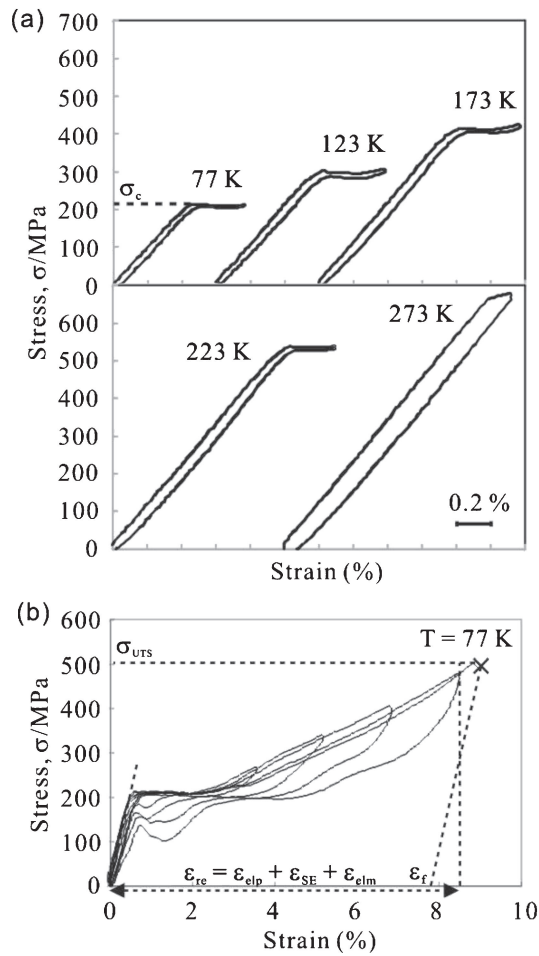 (a)
700
600
500
400
300
200
100
0
σc
77 K
123 K
173 K
Stress, σ/MPa
600
500
400
300
200
100
0
223 K
273 K
0.2 %
Strain (%)
(b)
600
500
400
300
200
100
0
σUTS
T = 77 K
Stress, σ/MPa
εre = εelp + εSE + εelm
εf
0 2 4 6 8 10
Strain (%)